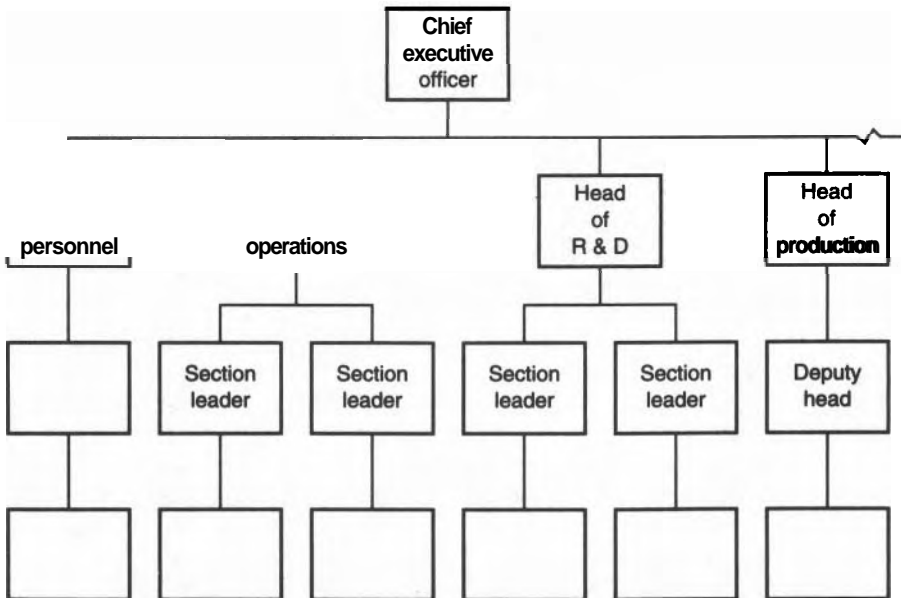 Chief
executive
officer
Head
of
R & D
Head
of
production
personnel
operations
Section
leader
Section
leader
Section
leader
Section
leader
Deputy
head